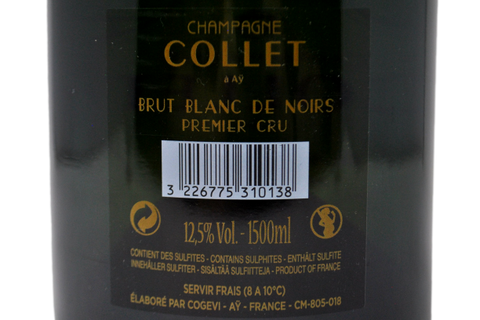 CHAMPAGNE
COLLET
à AŸ
BRUT BLANC DE NOIRS
PREMIER CRU
3 226775 310138
12,5% Vol. - 1500ml
CONTIENT DES SULFITES - CONTAINS SULPHITES - ENTHÄLT SULFITE
INNEHÅLLER SULFITER - SISÄLTÄÄ SULFIITTEJA - PRODUCT OF FRANCE
SERVIR FRAIS (8 A 10°C)
ÉLABORÉ PAR COGEVI - AŸ - FRANCE - CM-805-018